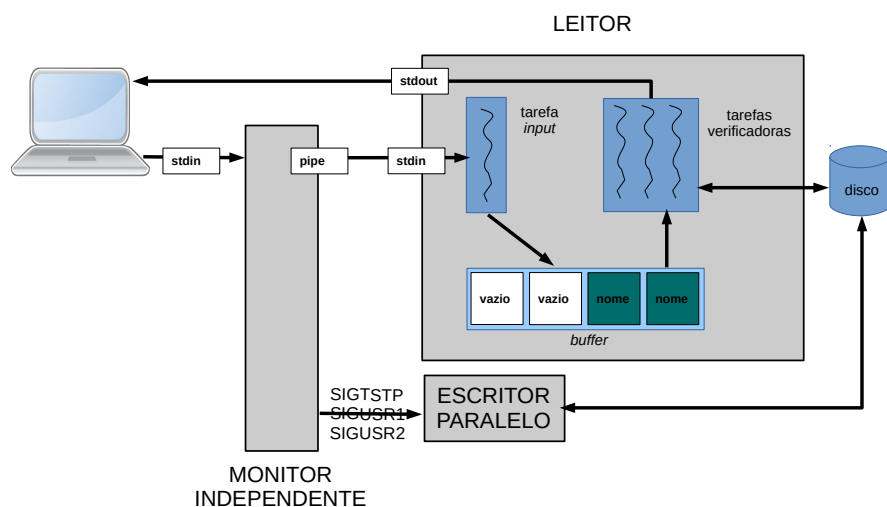 LEITOR
stdout
tarefa
input
tarefas
verificadoras
stdin
pipe
stdin
disco
vazio
vazio
nome
nome
buffer
SIGTSTP
SIGUSR1
SIGUSR2
ESCRITOR
PARALELO
MONITOR
INDEPENDENTE